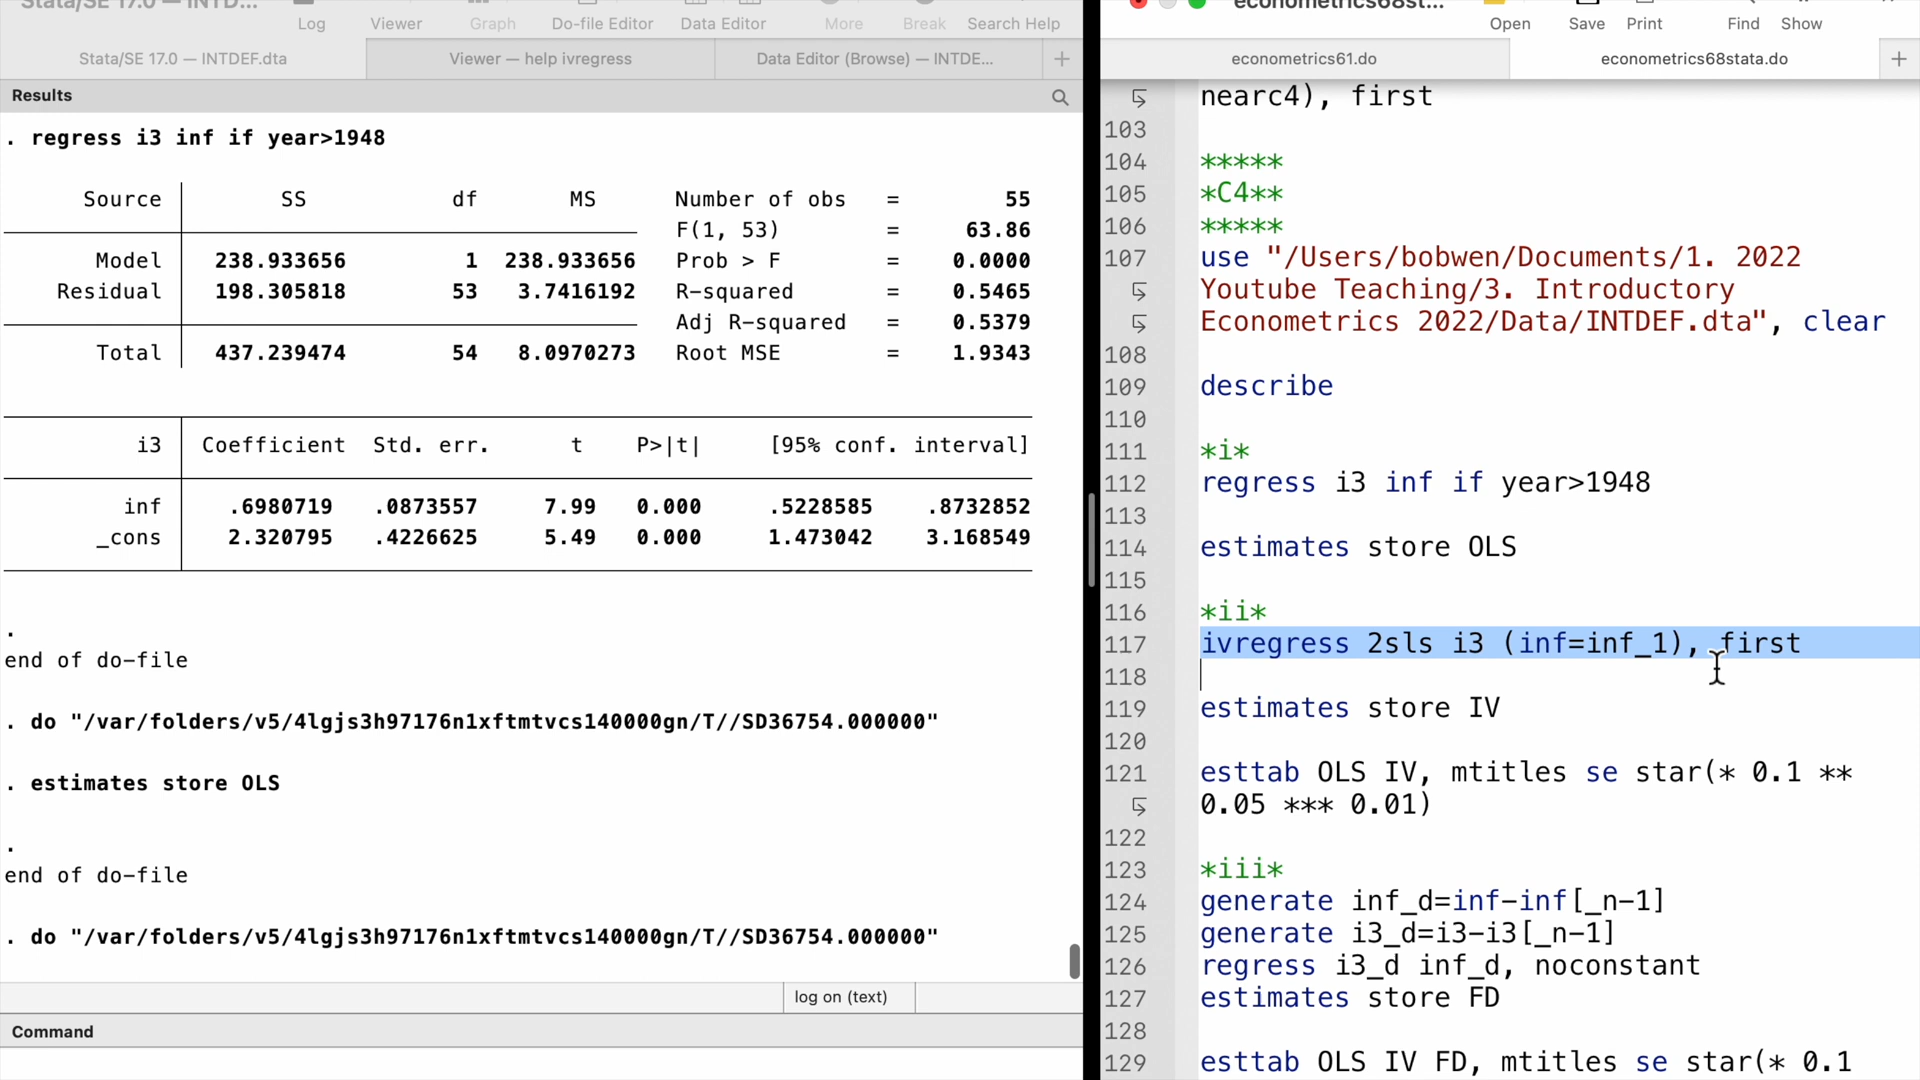 Stata/SE 17.0 — INTD...
Log Viewer Graph Do-file Editor Data Editor More Break Search Help
Stata/SE 17.0 — INTDEF.dta Viewer — help ivregress Data Editor (Browse) — INTDE... +
Results
. regress i3 inf if year>1948
Source SS df MS Number of obs = 55
F(1, 53) = 63.86
Model 238.933656 1 238.933656 Prob > F = 0.0000
Residual 198.305818 53 3.7416192 R-squared = 0.5465
Adj R-squared = 0.5379
Total 437.239474 54 8.0970273 Root MSE = 1.9343
i3 Coefficient Std. err. t P>|t| [95% conf. interval]
inf .6980719 .0873557 7.99 0.000 .5228585 .8732852
_cons 2.320795 .4226625 5.49 0.000 1.473042 3.168549
.
end of do-file
. do "/var/folders/v5/4lgjs3h97176n1xftmtvcs140000gn/T//SD36754.000000"
. estimates store OLS
.
end of do-file
. do "/var/folders/v5/4lgjs3h97176n1xftmtvcs140000gn/T//SD36754.000000"
log on (text)
Command
econometrics68st...
Open Save Print Find Show
econometrics61.do econometrics68stata.do +
nearc4), first
103
104 *****
105 *C4**
106 *****
107 use "/Users/bobwen/Documents/1. 2022
Youtube Teaching/3. Introductory
Econometrics 2022/Data/INTDEF.dta", clear
108
109 describe
110
111 *i*
112 regress i3 inf if year>1948
113
114 estimates store OLS
115
116 *ii*
117 ivregress 2sls i3 (inf=inf_1), first
118
119 estimates store IV
120
121 esttab OLS IV, mtitles se star(* 0.1 **
0.05 *** 0.01)
122
123 *iii*
124 generate inf_d=inf-inf[_n-1]
125 generate i3_d=i3-i3[_n-1]
126 regress i3_d inf_d, noconstant
127 estimates store FD
128
129 esttab OLS IV FD, mtitles se star(* 0.1